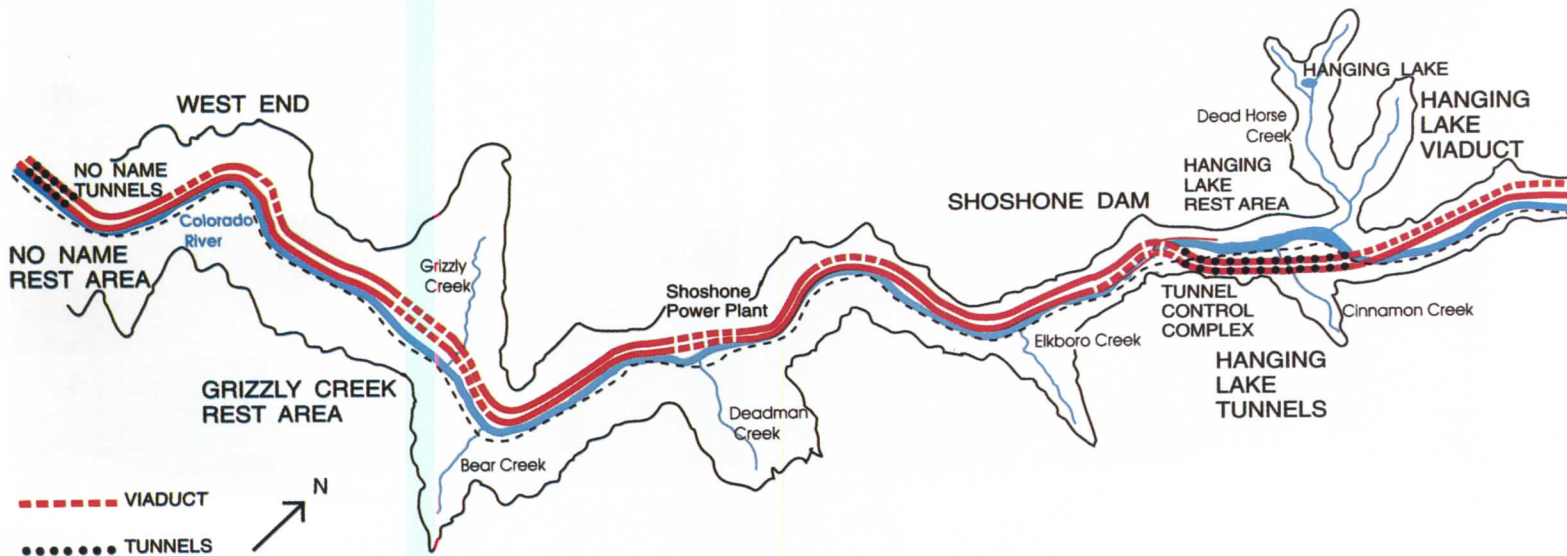 WEST END
NO NAME
TUNNELS
Colorado
River
NO NAME
REST AREA
Grizzly
Creek
GRIZZLY CREEK
REST AREA
Bear Creek
Shoshone
Power Plant
Deadman
Creek
SHOSHONE DAM
Elkboro Creek
HANGING LAKE
Dead Horse
Creek
HANGING
LAKE
VIADUCT
HANGING
LAKE
REST AREA
TUNNEL
CONTROL
COMPLEX
Cinnamon Creek
HANGING
LAKE
TUNNELS
VIADUCT
N
TUNNELS